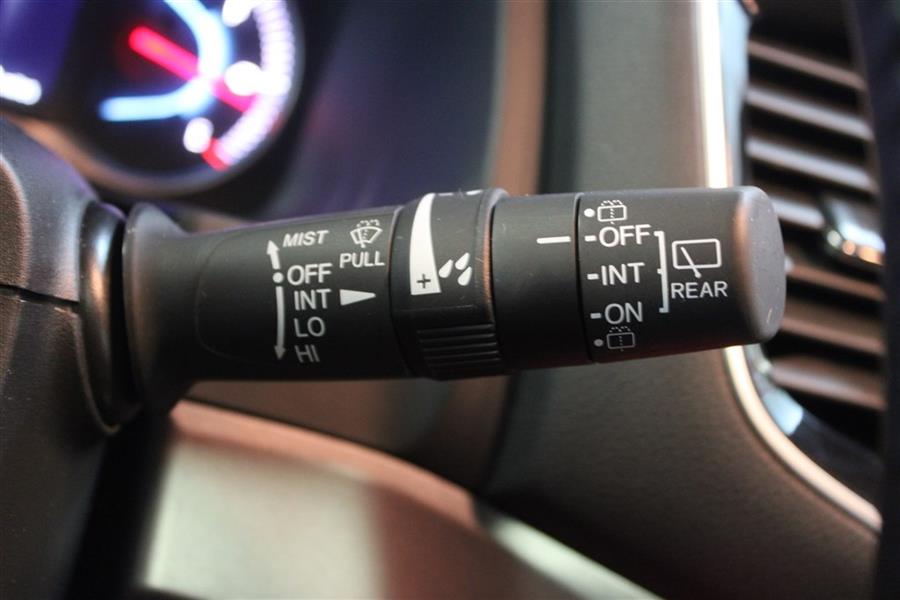 MIST
PULL
OFF
INT
LO
HI
+
OFF
INT
ON
REAR